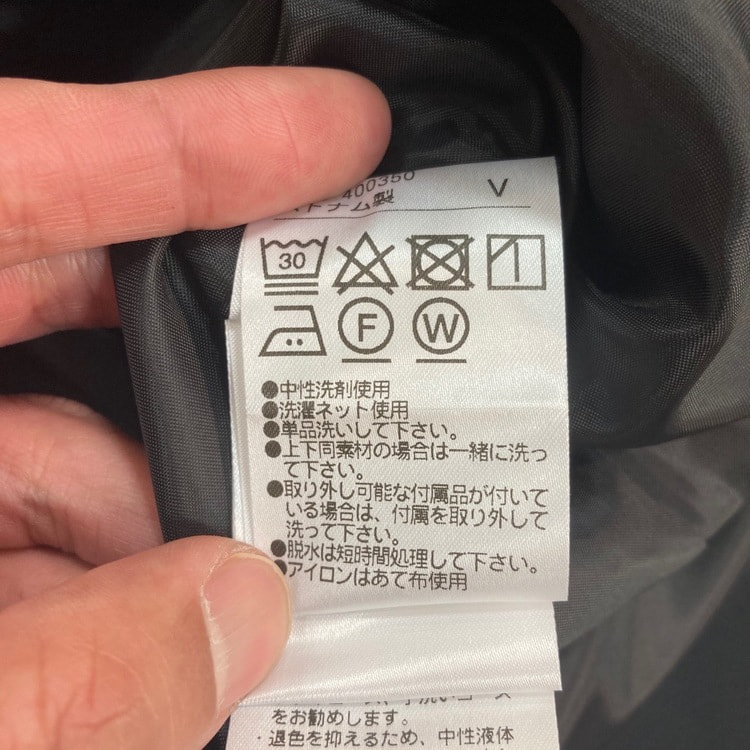 400350
V
トナム製
30
F
W
●中性洗剤使用
●洗濯ネット使用
●単品洗いして下さい。
●上下同素材の場合は一緒に洗っ
て下さい。
●取り外し可能な付属品が付いて
いる場合は、付属を取り外して
洗って下さい。
●脱水は短時間処理して下さい。
●アイロンはあて布使用
をお勧めします。
・退色を抑えるため、中性液体